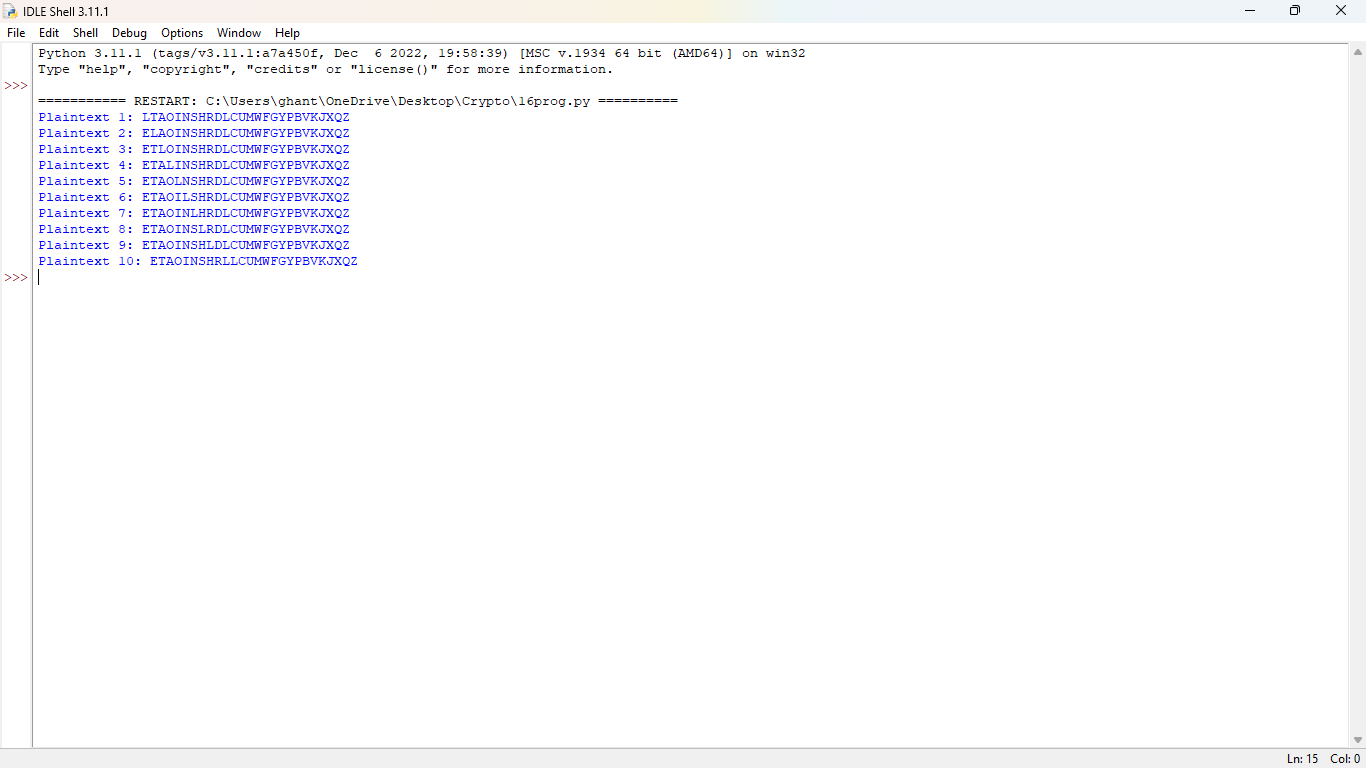 IDLE Shell 3.11.1
File Edit Shell Debug Options Window Help
Python 3.11.1 (tags/v3.11.1:a7a450f, Dec  6 2022, 19:58:39) [MSC v.1934 64 bit (AMD64)] on win32
Type "help", "copyright", "credits" or "license()" for more information.
>>>
=========== RESTART: C:\Users\ghant\OneDrive\Desktop\Crypto\16prog.py ==========
Plaintext 1: LTAOINSHRDLCUMWFGYPBVKJXQZ
Plaintext 2: ELAOINSHRDLCUMWFGYPBVKJXQZ
Plaintext 3: ETLOINSHRDLCUMWFGYPBVKJXQZ
Plaintext 4: ETALINSHRDLCUMWFGYPBVKJXQZ
Plaintext 5: ETAOLNSHRDLCUMWFGYPBVKJXQZ
Plaintext 6: ETAOILSHRDLCUMWFGYPBVKJXQZ
Plaintext 7: ETAOINLHRDLCUMWFGYPBVKJXQZ
Plaintext 8: ETAOINSLRDLCUMWFGYPBVKJXQZ
Plaintext 9: ETAOINSHLDLCUMWFGYPBVKJXQZ
Plaintext 10: ETAOINSHRLLCUMWFGYPBVKJXQZ
>>>
Ln: 15 Col: 0